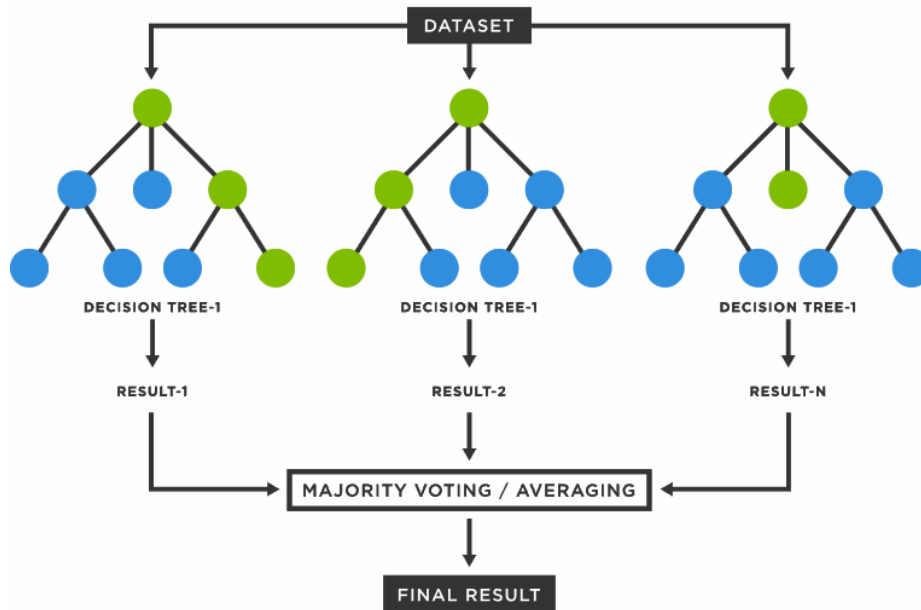 DATASET
DECISION TREE-1
DECISION TREE-1
DECISION TREE-1
RESULT-1
RESULT-2
RESULT-N
MAJORITY VOTING / AVERAGING
FINAL RESULT